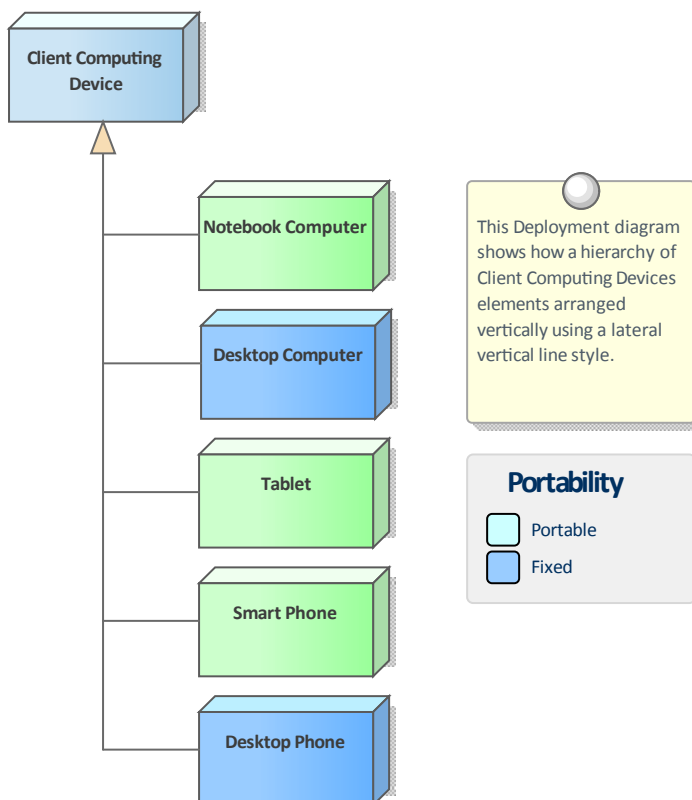 Client Computing
Device
Notebook Computer
Desktop Computer
Tablet
Smart Phone
Desktop Phone
This Deployment diagram
shows how a hierarchy of
Client Computing Devices
elements arranged
vertically using a lateral
vertical line style.
Portability
Portable
Fixed